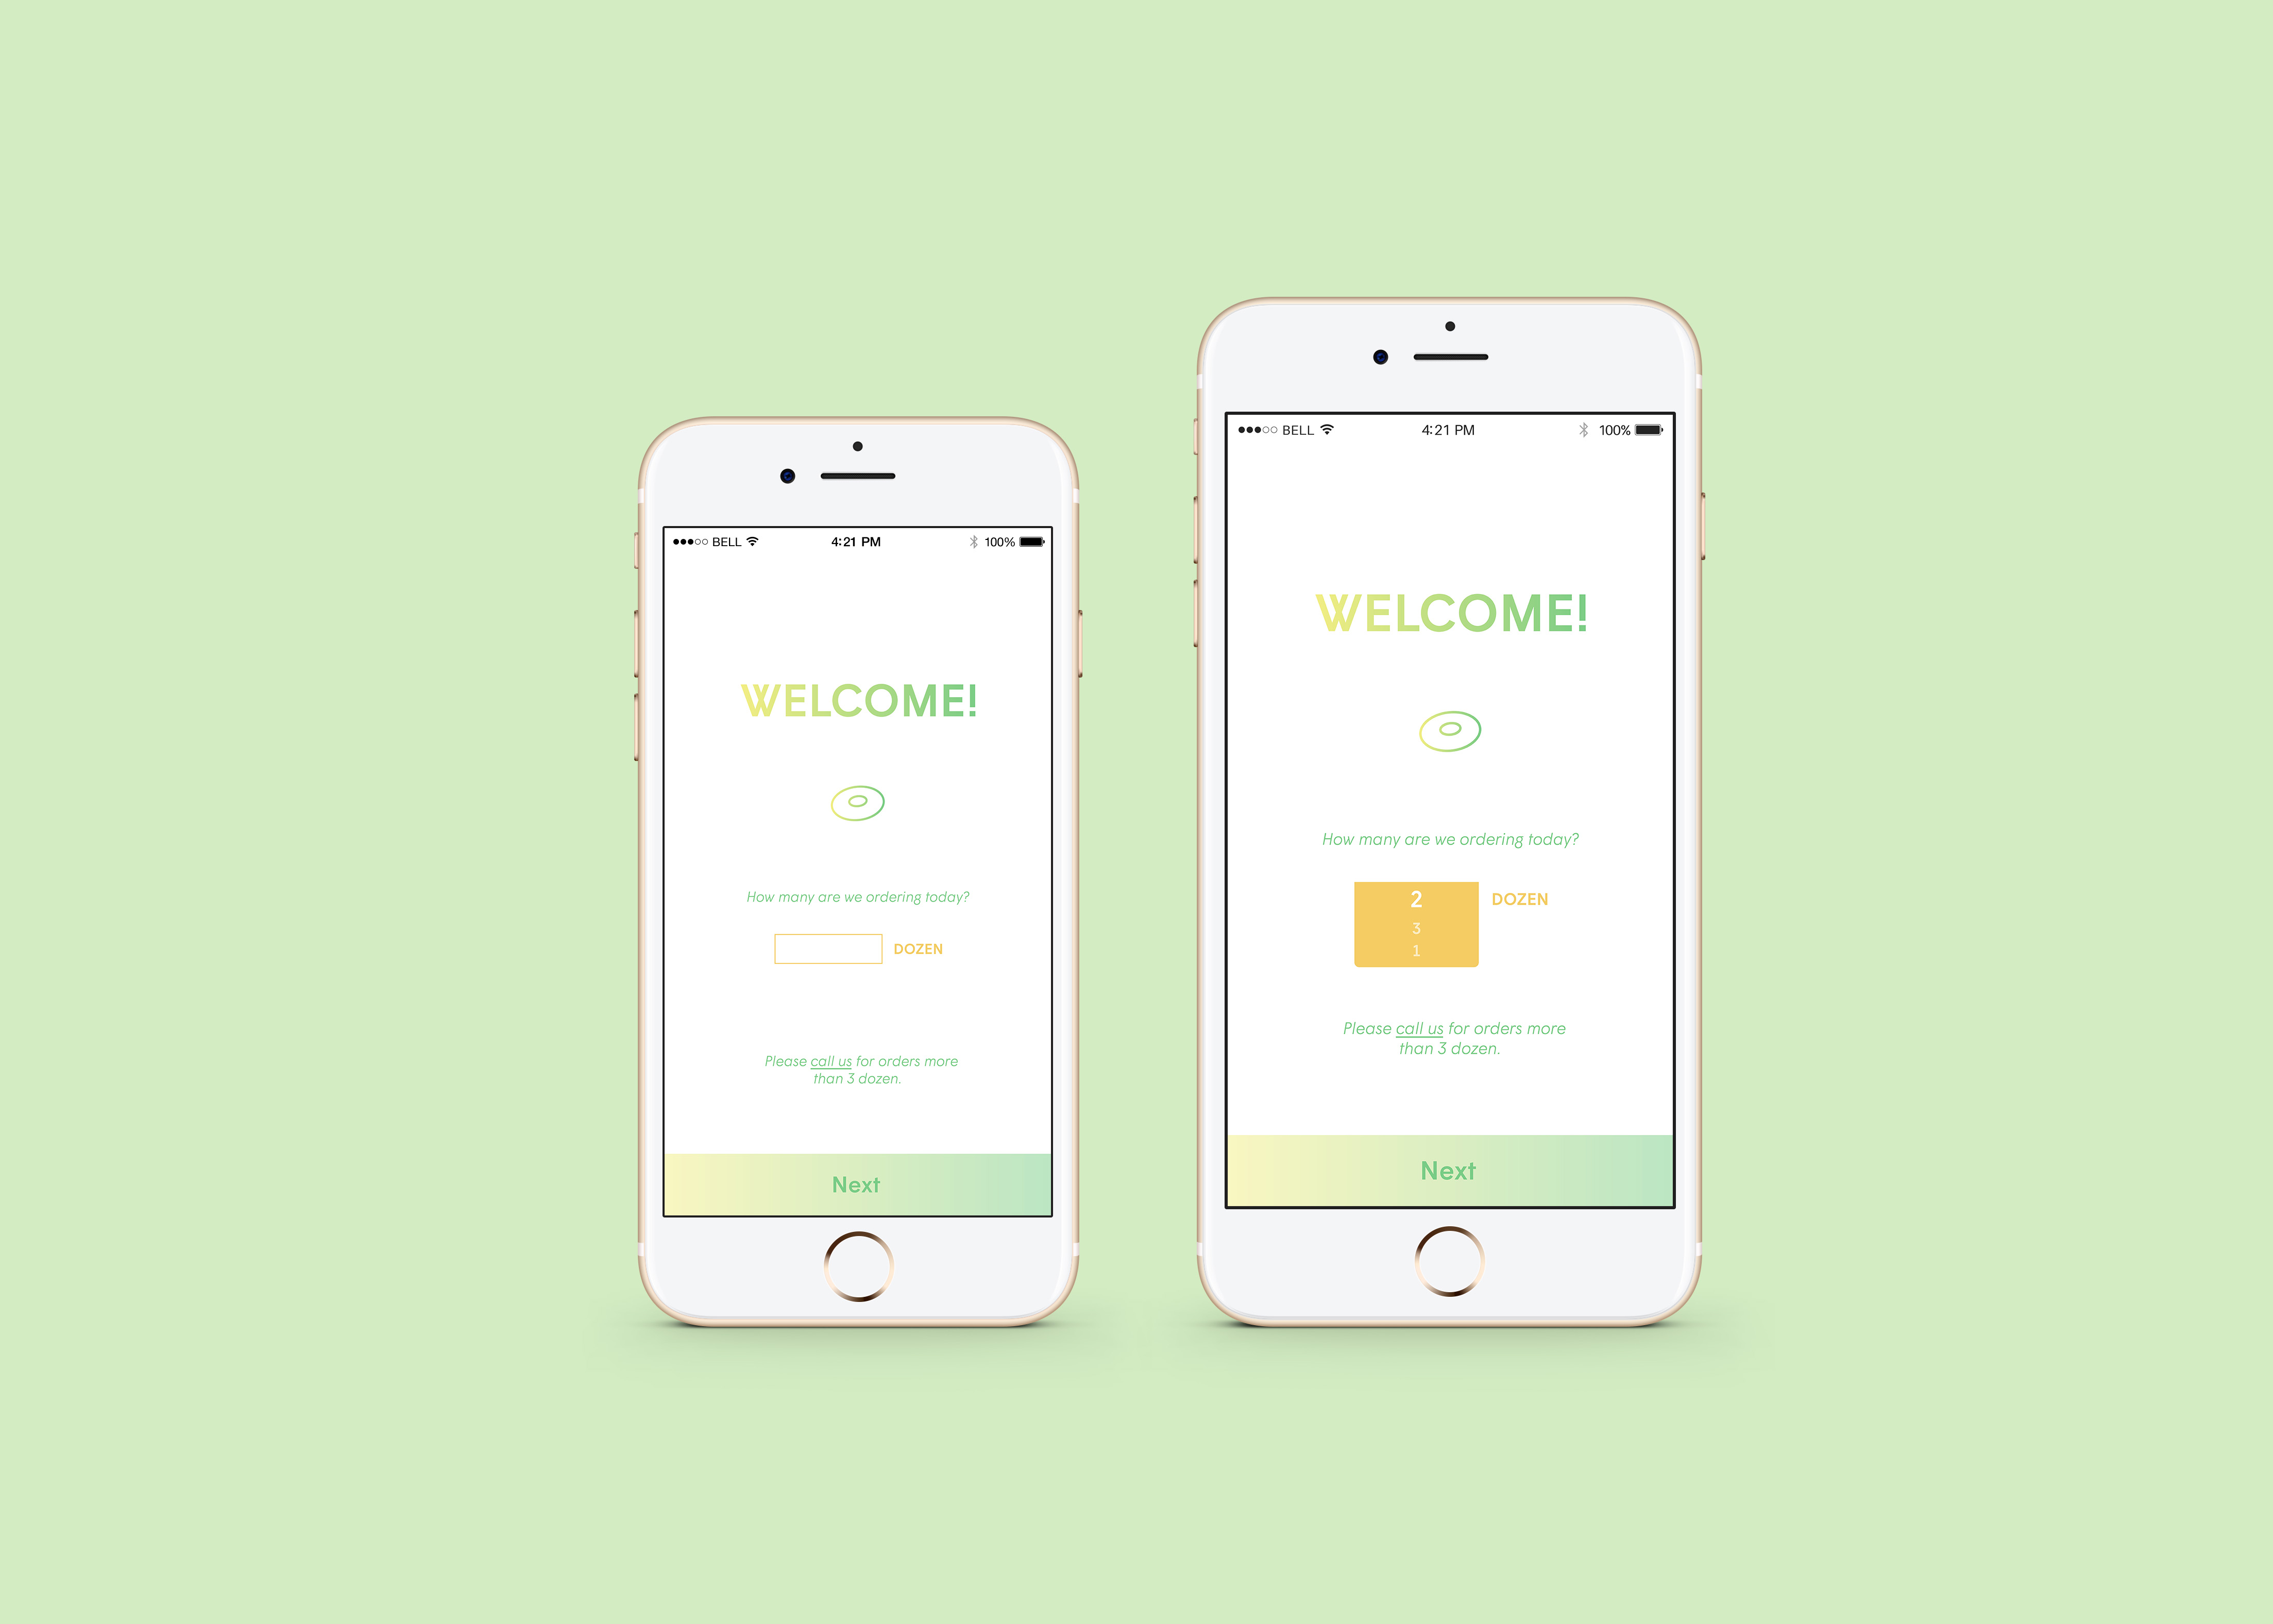 BELL
4:21 PM
100%
WELCOME!
How many are we ordering today?
DOZEN
Please call us for orders more
than 3 dozen.
Next
BELL
4:21 PM
100%
WELCOME!
How many are we ordering today?
2
DOZEN
3
1
Please call us for orders more
than 3 dozen.
Next